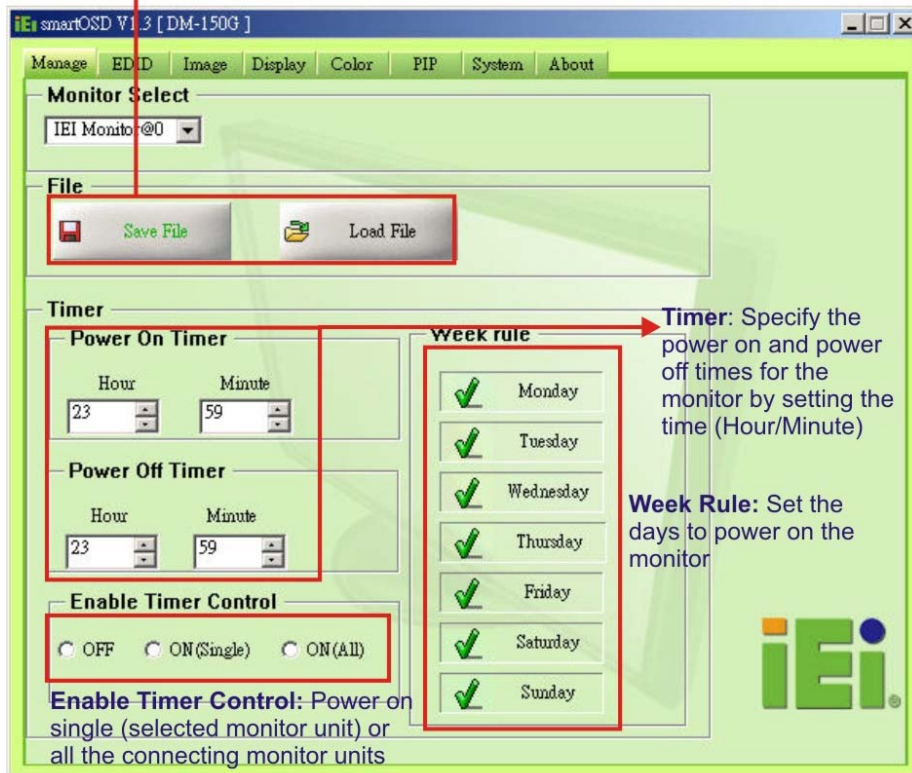 iEi smartOSD V1.3 [ DM-150G ]
Manage EDID Image Display Color PIP System About
Monitor Select
IEI Monitor@0
File
Save File Load File
Timer
Power On Timer
Hour Minute
23 59
Power Off Timer
Hour Minute
23 59
Enable Timer Control
OFF ON(Single) ON(All)
Enable Timer Control: Power on
single (selected monitor unit) or
all the connecting monitor units
Week rule
Monday
Tuesday
Wednesday
Thursday
Friday
Saturday
Sunday
Timer: Specify the
power on and power
off times for the
monitor by setting the
time (Hour/Minute)
Week Rule: Set the
days to power on the
monitor
iEi®